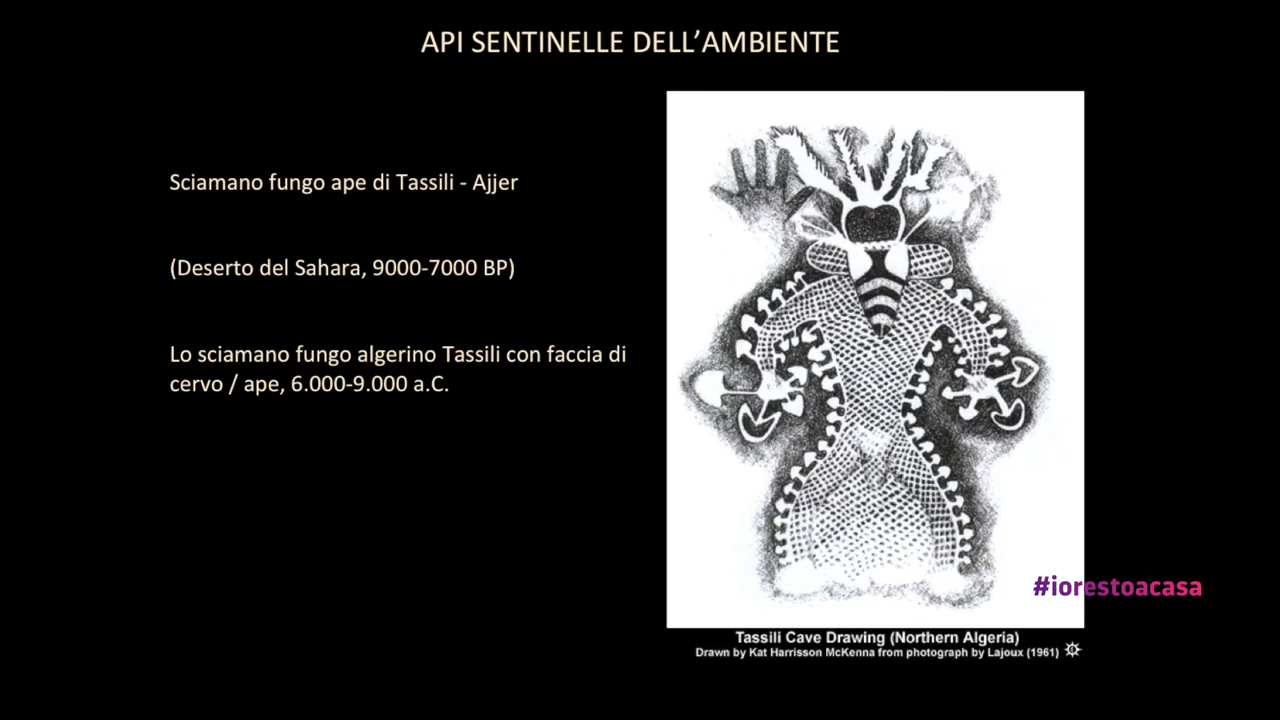 API SENTINELLE DELL’AMBIENTE
Sciamano fungo ape di Tassili - Ajjer
(Deserto del Sahara, 9000-7000 BP)
Lo sciamano fungo algerino Tassili con faccia di
cervo / ape, 6.000-9.000 a.C.
#iorestoacasa
Tassili Cave Drawing (Northern Algeria)
Drawn by Kat Harrisson McKenna from photograph by Lajoux (1961)